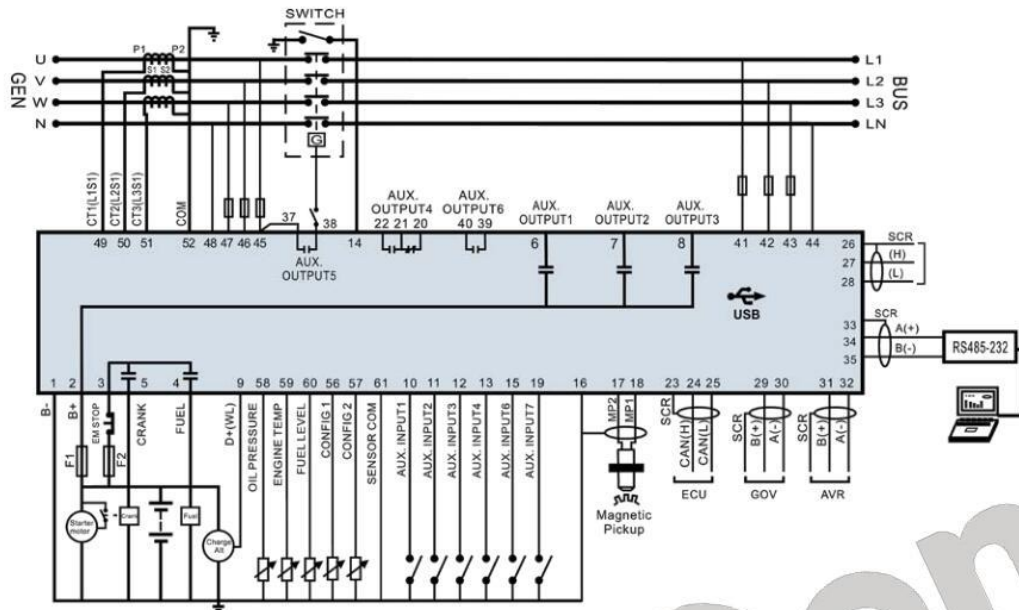 SWITCH
P1 P2
S1 S2
GEN
U
V
W
N
L1
L2
L3
LN
BUS
G
CT1(L1S1)
CT2(L2S1)
CT3(L3S1)
COM
37
38
AUX. OUTPUT4
22 21 20
AUX. OUTPUT6
40 39
AUX. OUTPUT1
AUX. OUTPUT2
AUX. OUTPUT3
49 50 51 52 48 47 46 45 14 6 7 8 41 42 43 44
AUX. OUTPUT5
USB
26 SCR
27 (H)
28 (L)
33 SCR
34 A(+)
35 B(-)
RS485-232
1 2 3 5 4 9 58 59 60 56 57 61 10 11 12 13 15 19 16 17 18 23 24 25 29 30 31 32
B-
B+
EM STOP
CRANK
FUEL
D+(WL)
OIL PRESSURE
ENGINE TEMP
FUEL LEVEL
CONFIG 1
CONFIG 2
SENSOR COM
AUX. INPUT1
AUX. INPUT2
AUX. INPUT3
AUX. INPUT4
AUX. INPUT6
AUX. INPUT7
MP2
MP1
SCR
CAN(H)
CAN(L)
SCR
B(+)
A(-)
SCR
B(+)
A(-)
F1
F2
Starter motor
Crank
Fuel
Charge Alt
Magnetic
Pickup
ECU
GOV
AVR